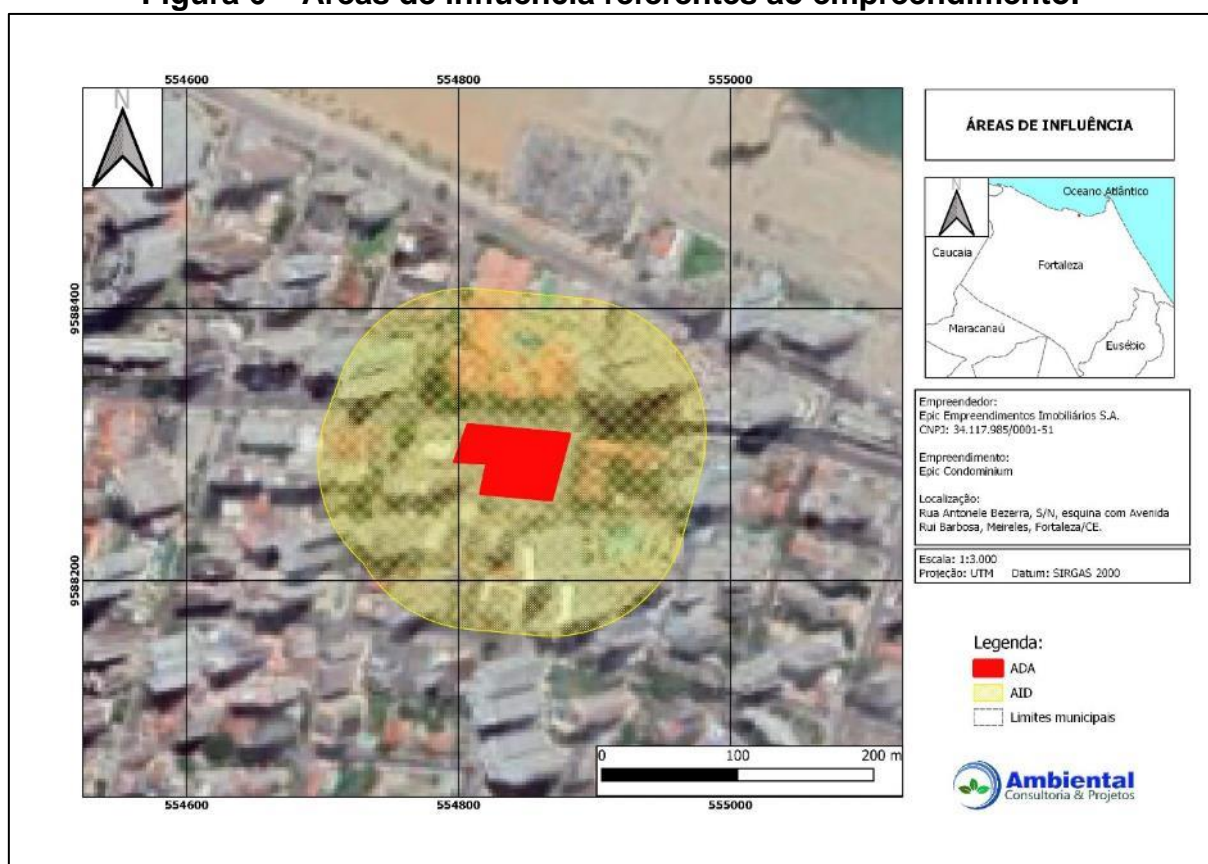 Figura 6 – Áreas de influência referentes ao empreendimento.
554600 554800 555000
N
9588400
9588200
0 100 200 m
554600 554800 555000
ÁREAS DE INFLUÊNCIA
N
Oceano Atlântico
Caucaia
Fortaleza
Maracanaú
Eusébio
Empreendedor:
Epic Empreendimentos Imobiliários S.A.
CNPJ: 34.117.985/0001-51
Empreendimento:
Epic Condominium
Localização:
Rua Antonele Bezerra, S/N, esquina com Avenida
Rui Barbosa, Meireles, Fortaleza/CE.
Escala: 1:3.000
Projeção: UTM Datum: SIRGAS 2000
Legenda:
ADA
AID
Limites municipais
Ambiental
Consultoria & Projetos